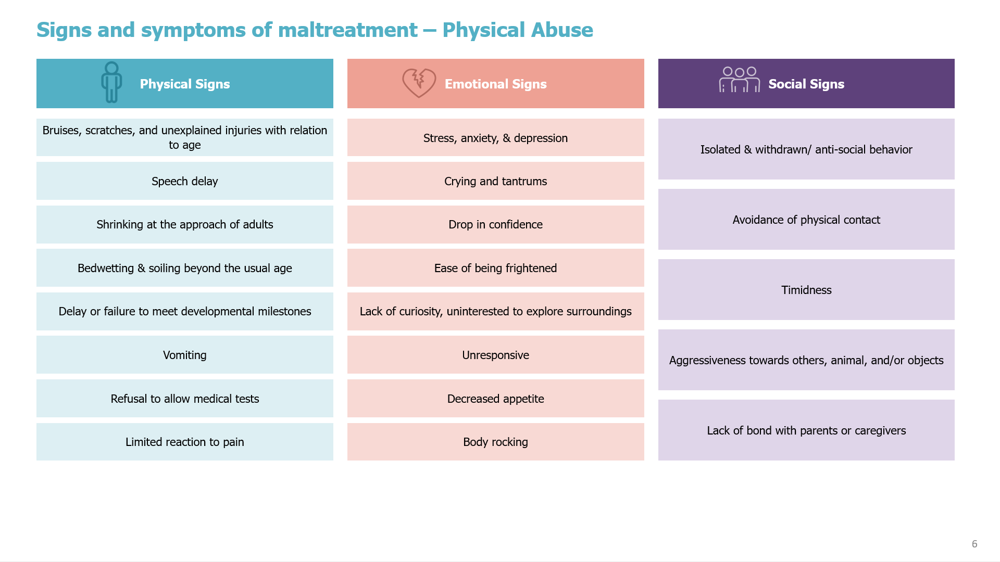 Signs and symptoms of maltreatment – Physical Abuse
Physical Signs
Bruises, scratches, and unexplained injuries with relation
to age
Speech delay
Shrinking at the approach of adults
Bedwetting & soiling beyond the usual age
Delay or failure to meet developmental milestones
Vomiting
Refusal to allow medical tests
Limited reaction to pain
Emotional Signs
Stress, anxiety, & depression
Crying and tantrums
Drop in confidence
Ease of being frightened
Lack of curiosity, uninterested to explore surroundings
Unresponsive
Decreased appetite
Body rocking
Social Signs
Isolated & withdrawn/ anti-social behavior
Avoidance of physical contact
Timidness
Aggressiveness towards others, animal, and/or objects
Lack of bond with parents or caregivers
6